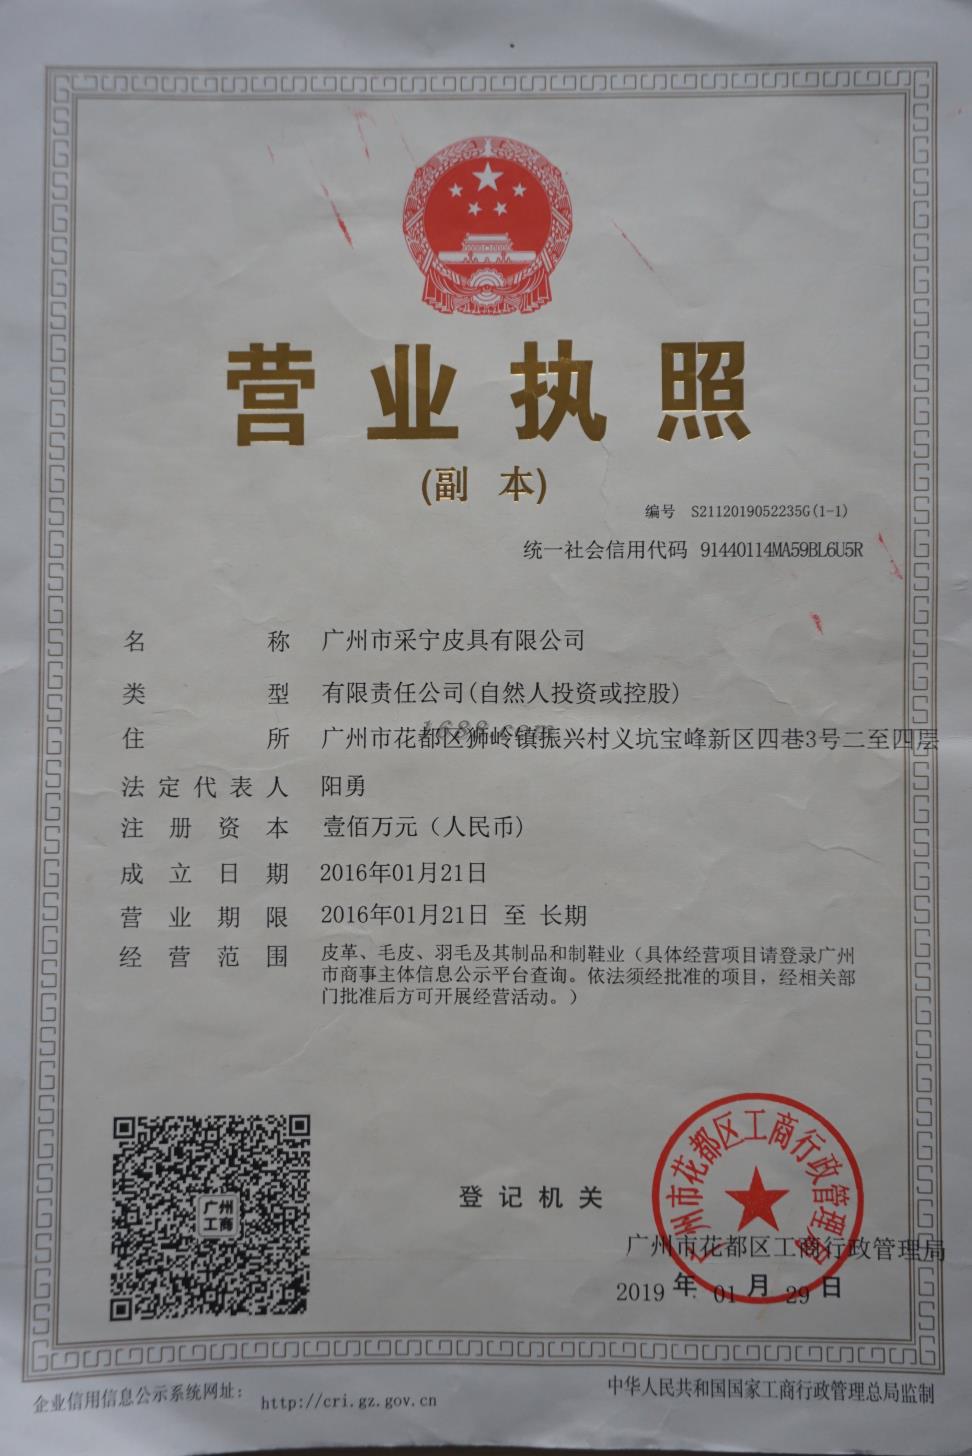 营业执照
(副 本)
编号 S2112019052235G(1-1)
统一社会信用代码 91440114MA59BL6U5R
名称 广州市采宁皮具有限公司
类型 有限责任公司(自然人投资或控股)
1688.com
住所 广州市花都区狮岭镇振兴村义坑宝峰新区四巷3号二至四层
法定代表人 阳勇
注册资本 壹佰万元（人民币）
成立日期 2016年01月21日
营业期限 2016年01月21日 至 长期
经营范围 皮革、毛皮、羽毛及其制品和制鞋业（具体经营项目请登录广州
市商事主体信息公示平台查询。依法须经批准的项目，经相关部
门批准后方可开展经营活动。）
广州
工商
登记机关
广州市花都区工商行政管理局
广州市花都区工商行政管理局
2019 年 01 月 29 日
企业信用信息公示系统网址： http://cri.gz.gov.cn
中华人民共和国国家工商行政管理总局监制